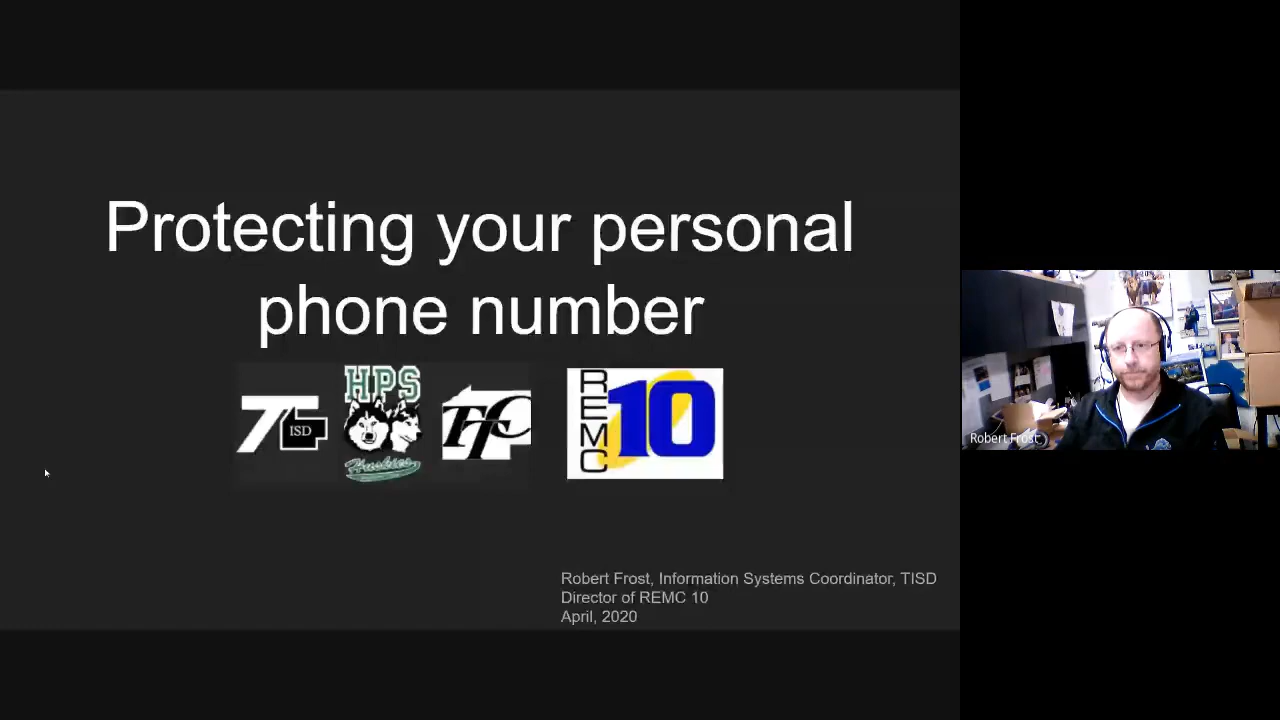 Protecting your personal
phone number
T ISD
HPS
Huskies
REMC
10
Robert Frost
Robert Frost, Information Systems Coordinator, TISD
Director of REMC 10
April, 2020